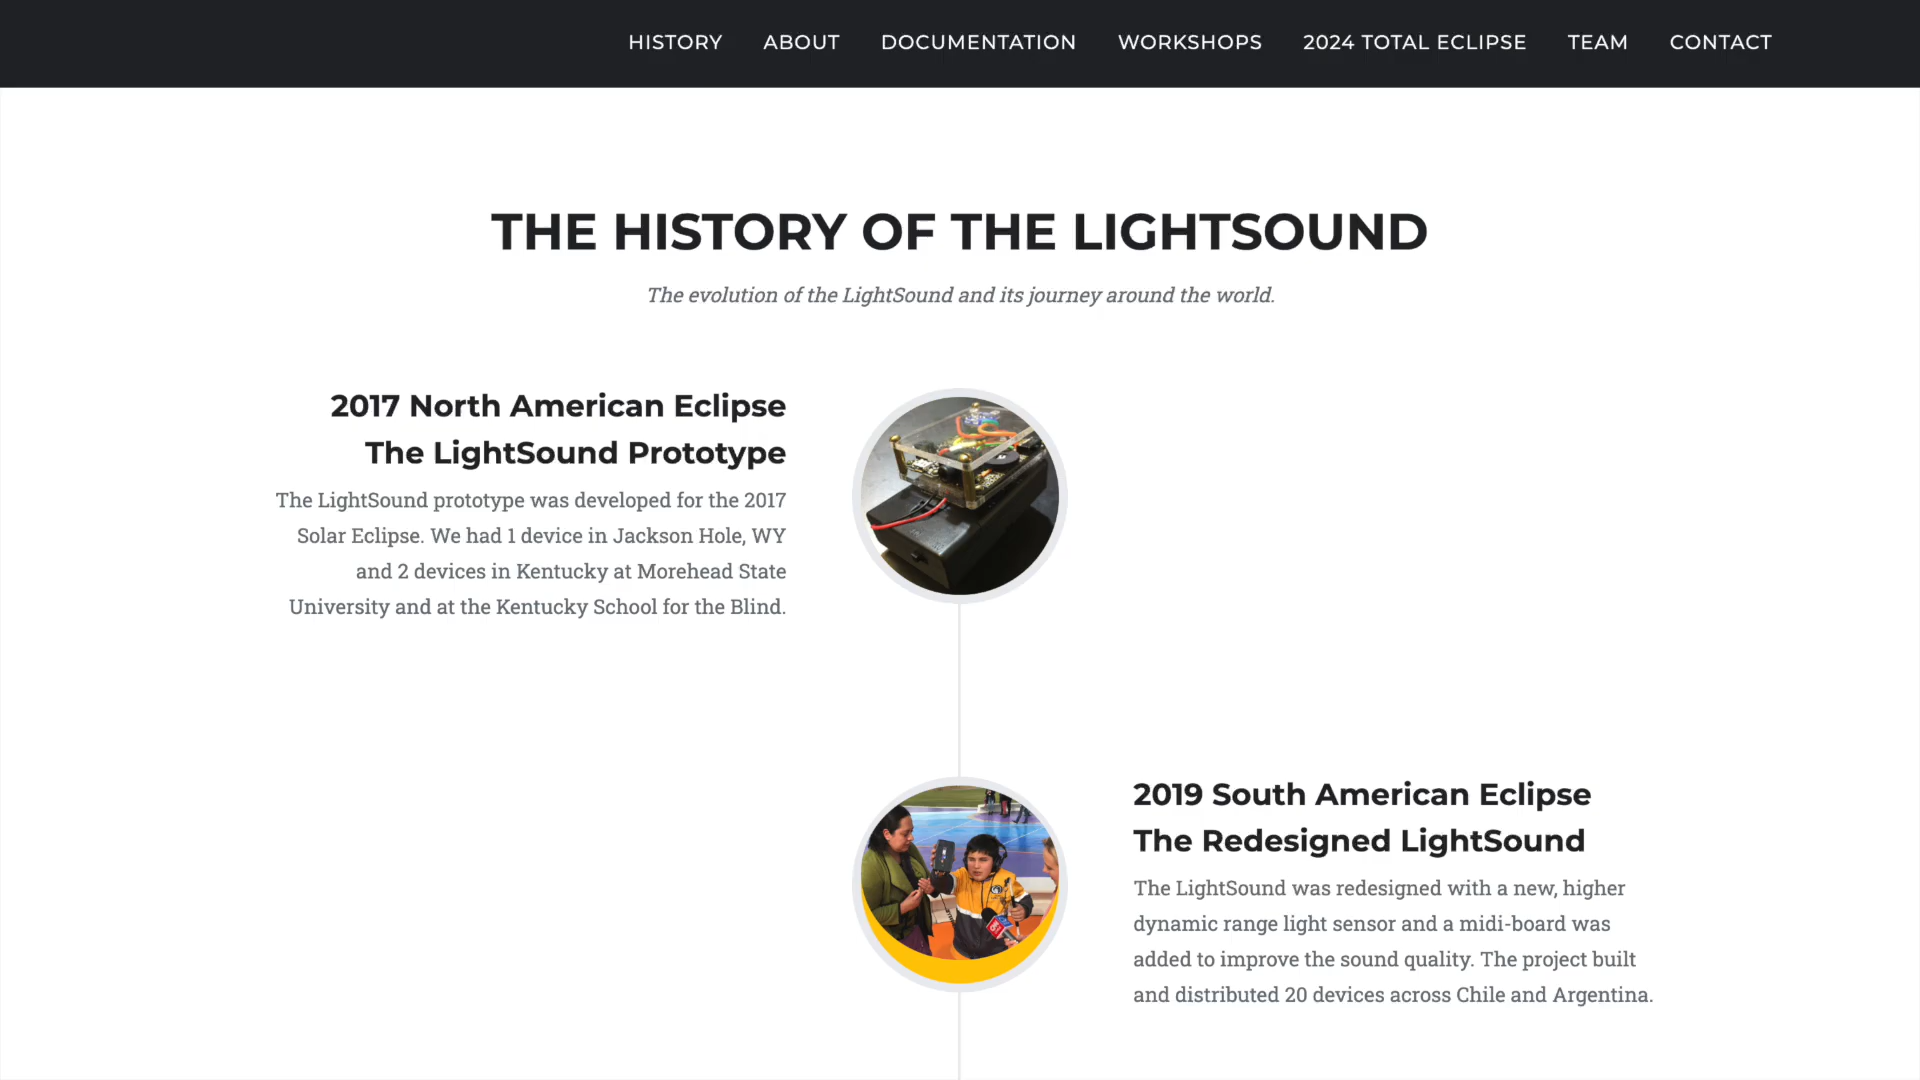 HISTORY ABOUT DOCUMENTATION WORKSHOPS 2024 TOTAL ECLIPSE TEAM CONTACT
THE HISTORY OF THE LIGHTSOUND
The evolution of the LightSound and its journey around the world.
2017 North American Eclipse
The LightSound Prototype
The LightSound prototype was developed for the 2017
Solar Eclipse. We had 1 device in Jackson Hole, WY
and 2 devices in Kentucky at Morehead State
University and at the Kentucky School for the Blind.
2019 South American Eclipse
The Redesigned LightSound
The LightSound was redesigned with a new, higher
dynamic range light sensor and a midi-board was
added to improve the sound quality. The project built
and distributed 20 devices across Chile and Argentina.